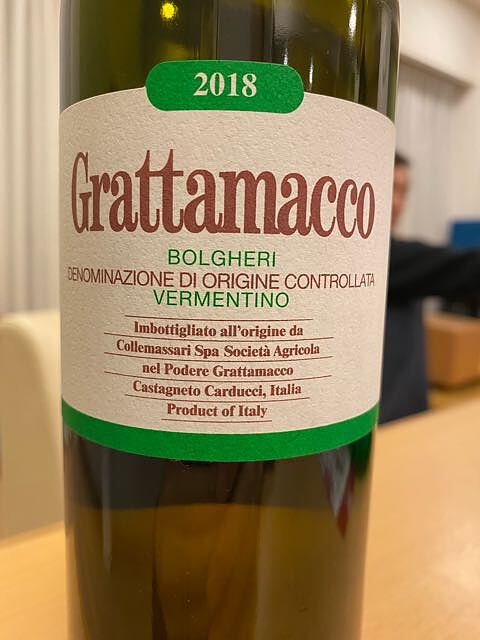 2018
Grattamacco
BOLGHERI
DENOMINAZIONE DI ORIGINE CONTROLLATA
VERMENTINO
Imbottigliato all'origine da
Collemassari Spa Società Agricola
nel Podere Grattamacco
Castagneto Carducci, Italia
Product of Italy